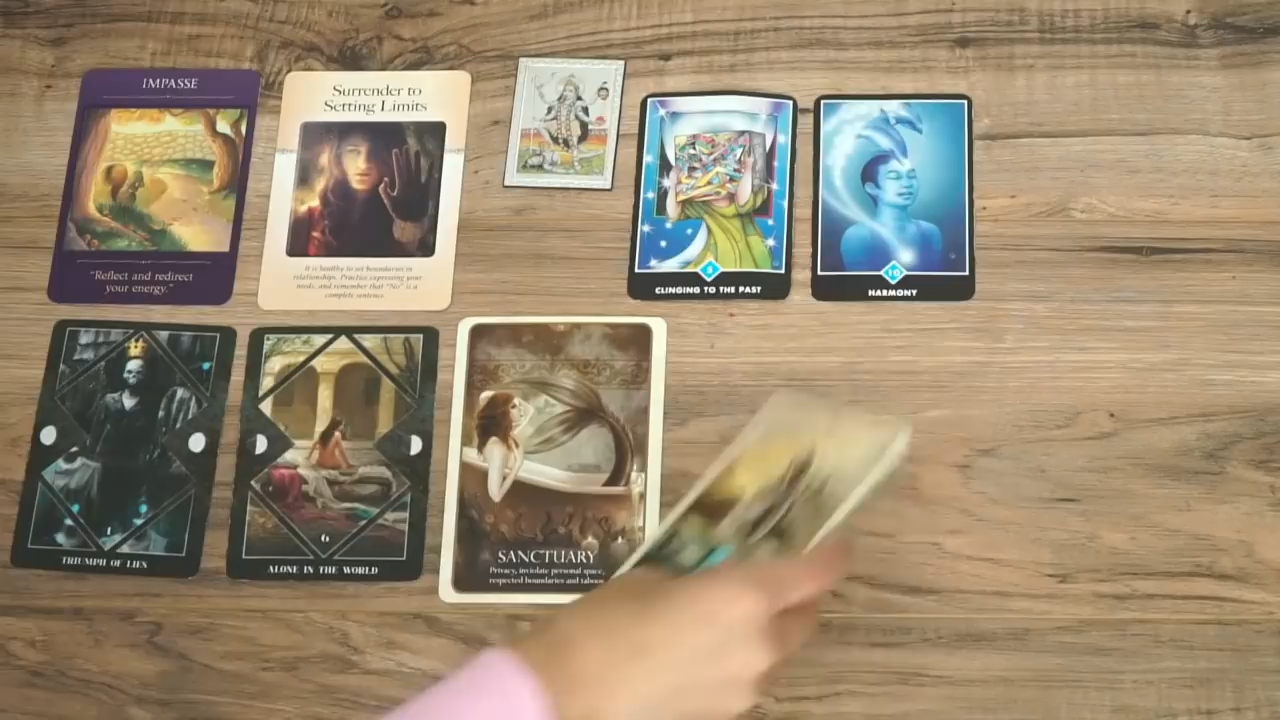 IMPASSE
"Reflect and redirect
your energy."
Surrender to
Setting Limits
It is healthy to set boundaries in
relationships. Practice expressing your
needs, and remember that "No" is a
complete sentence.
5
CLINGING TO THE PAST
10
HARMONY
1
TRIUMPH OF LIES
6
ALONE IN THE WORLD
SANCTUARY
Privacy, inviolate personal space,
respected boundaries and taboos